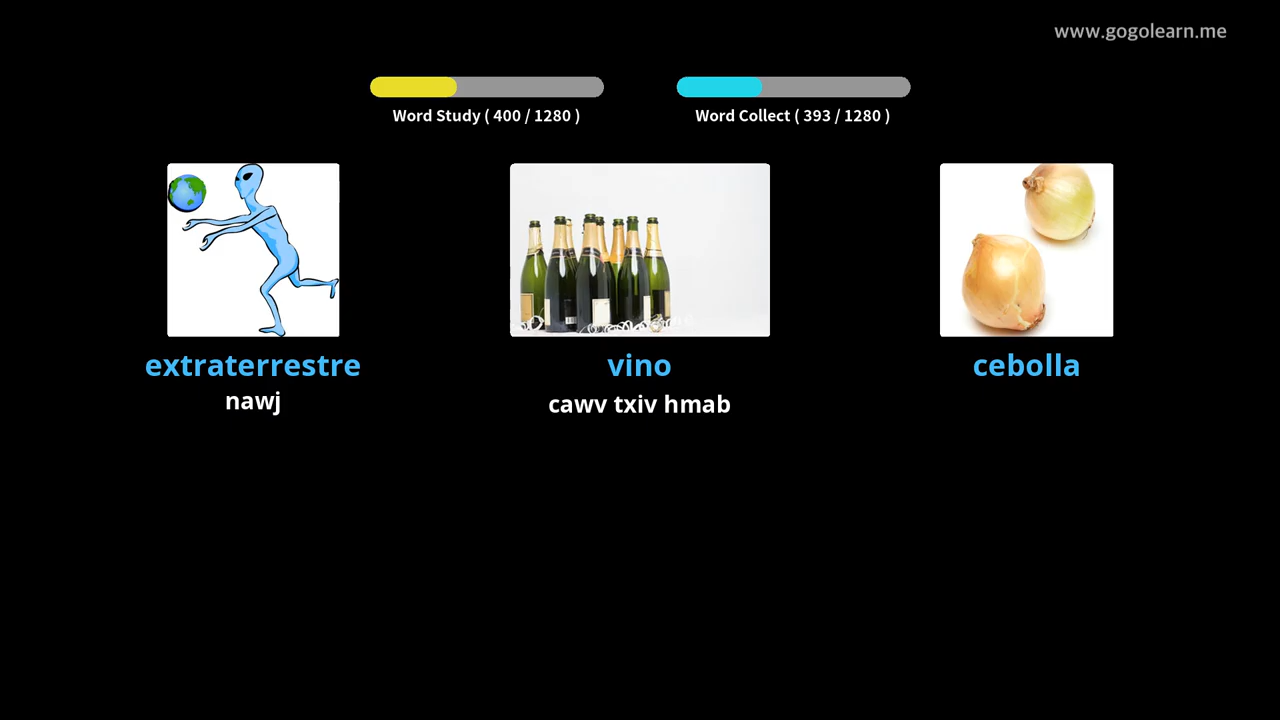 www.gogolearn.me
Word Study ( 400 / 1280 )
Word Collect ( 393 / 1280 )
extraterrestre
nawj
vino
cawv txiv hmab
cebolla